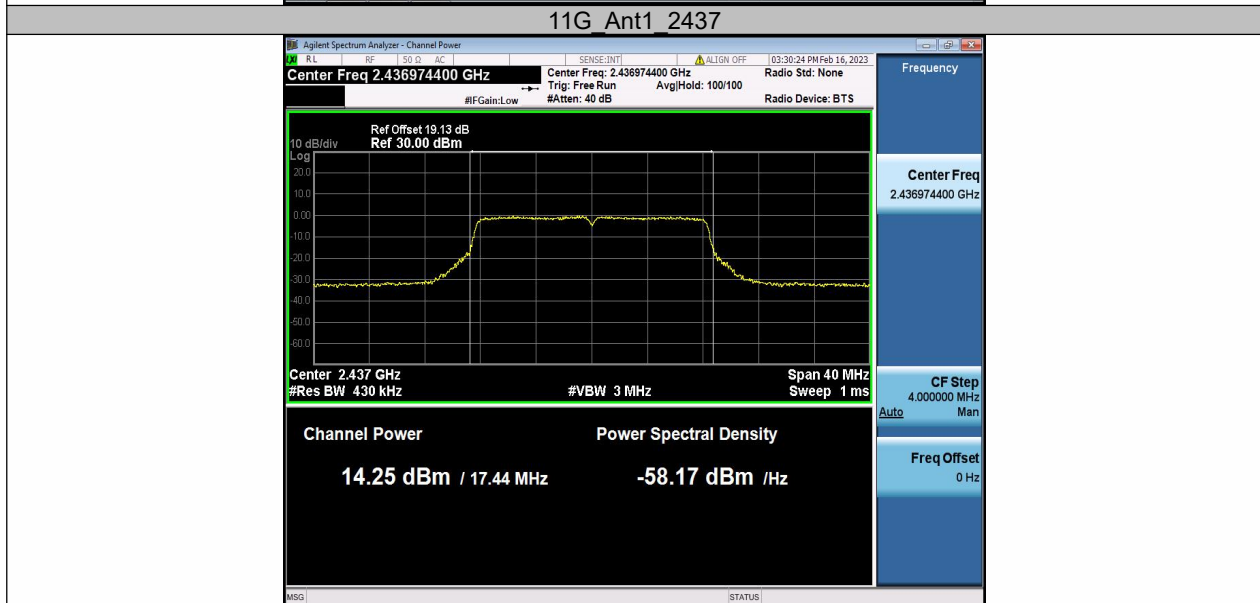 11G_Ant1_2437
Agilent Spectrum Analyzer - Channel Power
LXI RL RF 50 Ω AC SENSE:INT ALIGN OFF 03:30:24 PM Feb 16, 2023
Center Freq 2.436974400 GHz
#IFGain:Low
Center Freq: 2.436974400 GHz
Trig: Free Run Avg|Hold: 100/100
#Atten: 40 dB
Radio Std: None
Radio Device: BTS
Ref Offset 19.13 dB
10 dB/div Ref 30.00 dBm
Log
20.0
10.0
0.00
-10.0
-20.0
-30.0
-40.0
-50.0
-60.0
Center 2.437 GHz Span 40 MHz
#Res BW 430 kHz #VBW 3 MHz Sweep 1 ms
Channel Power Power Spectral Density
14.25 dBm / 17.44 MHz -58.17 dBm /Hz
Frequency
Center Freq
2.436974400 GHz
CF Step
4.000000 MHz
Auto Man
Freq Offset
0 Hz
MSG STATUS